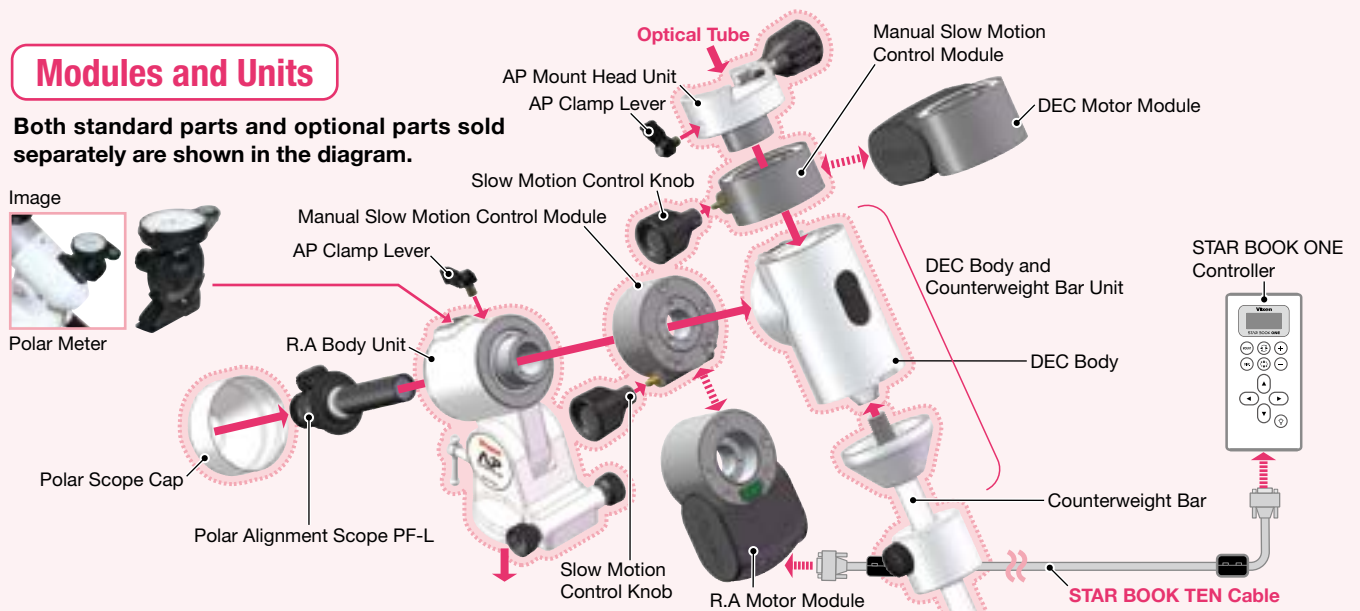 Modules and Units
Both standard parts and optional parts sold
separately are shown in the diagram.
Image
Polar Meter
Optical Tube
AP Mount Head Unit
AP Clamp Lever
Manual Slow Motion
Control Module
DEC Motor Module
Slow Motion Control Knob
Manual Slow Motion Control Module
AP Clamp Lever
R.A Body Unit
DEC Body and
Counterweight Bar Unit
DEC Body
STAR BOOK ONE
Controller
Vixen
STAR BOOK ONE
Polar Scope Cap
Polar Alignment Scope PF-L
AP
Slow Motion
Control Knob
R.A Motor Module
Counterweight Bar
STAR BOOK TEN Cable